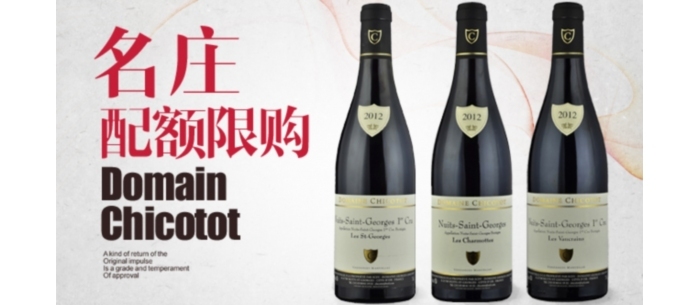 名庄
配额限购
Domain
Chicotot
A kind of return of the
Original impulse
Is a grade and temperament
Of approval
C
2012
Nuits-Saint-Georges 1er Cru
Les St-Georges
C
2012
Nuits-Saint-Georges
Les Charmottes
C
2012
Nuits-Saint-Georges 1er Cru
Les Vaucrains